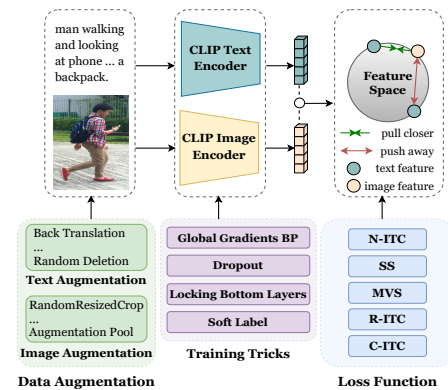 man walking
and looking
at phone ... a
backpack.
CLIP Text
Encoder
CLIP Image
Encoder
Feature
Space
pull closer
push away
text feature
image feature
Back Translation
...
Random Deletion
Text Augmentation
RandomResizedCrop
...
Augmentation Pool
Image Augmentation
Data Augmentation
Global Gradients BP
Dropout
Locking Bottom Layers
Soft Label
Training Tricks
N-ITC
SS
MVS
R-ITC
C-ITC
Loss Function